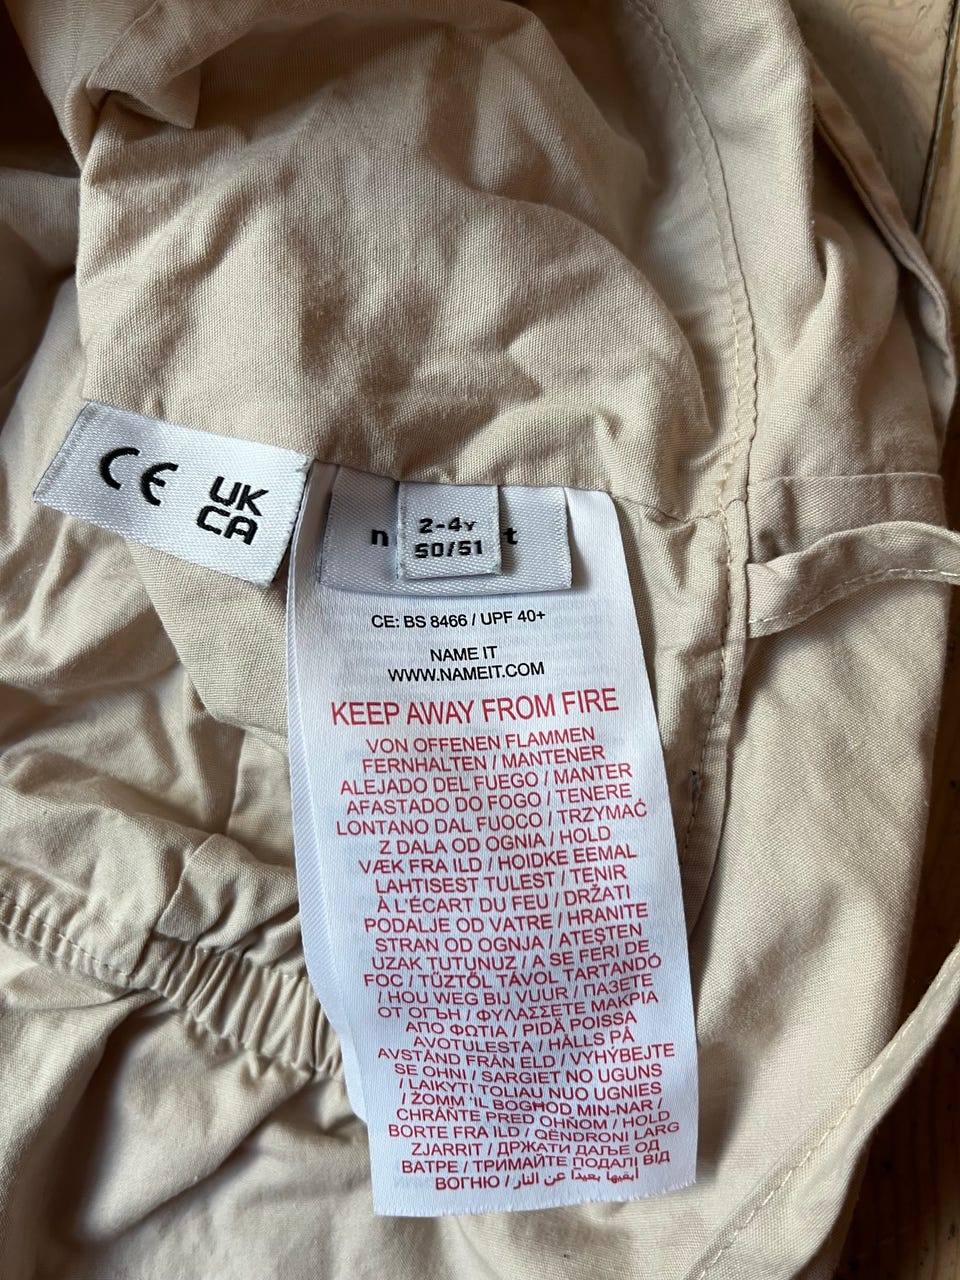 CE
UK
CA
n
t
2-4Y
50/51
CE: BS 8466 / UPF 40+
NAME IT
WWW.NAMEIT.COM
KEEP AWAY FROM FIRE
VON OFFENEN FLAMMEN
FERNHALTEN / MANTENER
ALEJADO DEL FUEGO / MANTER
AFASTADO DO FOGO / TENERE
LONTANO DAL FUOCO / TRZYMAĆ
Z DALA OD OGNIA / HOLD
VÆK FRA ILD / HOIDKE EEMAL
LAHTISEST TULEST / TENIR
À L'ÉCART DU FEU / DRŽATI
PODALJE OD VATRE / HRANITE
STRAN OD OGNJA / ATEŞTEN
UZAK TUTUNUZ / A SE FERI DE
FOC / TŰZTŐL TÁVOL TARTANDÓ
/ HOU WEG BIJ VUUR / ПАЗЕТЕ
ОТ ОГЪН / ΦΥΛΑΣΣΕΤΕ ΜΑΚΡΙΑ
ΑΠΟ ΦΩΤΙΑ / PIDÄ POISSA
AVOTULESTA / HÅLLS PÅ
AVSTÅND FRÅN ELD / VYHÝBEJTE
SE OHNI / SARGIET NO UGUNS
/ LAIKYTI TOLIAU NUO UGNIES
/ ŻOMM 'IL BOGĦOD MIN-NAR /
CHRÁŇTE PRED OHŇOM / HOLD
BORTE FRA ILD / QËNDRONI LARG
ZJARRIT / ДРЖАТИ ДАЉЕ ОД
ВАТРЕ / ТРИМАЙТЕ ПОДАЛІ ВІД
ВОГНЮ / أبقيها بعيدًا عن النار